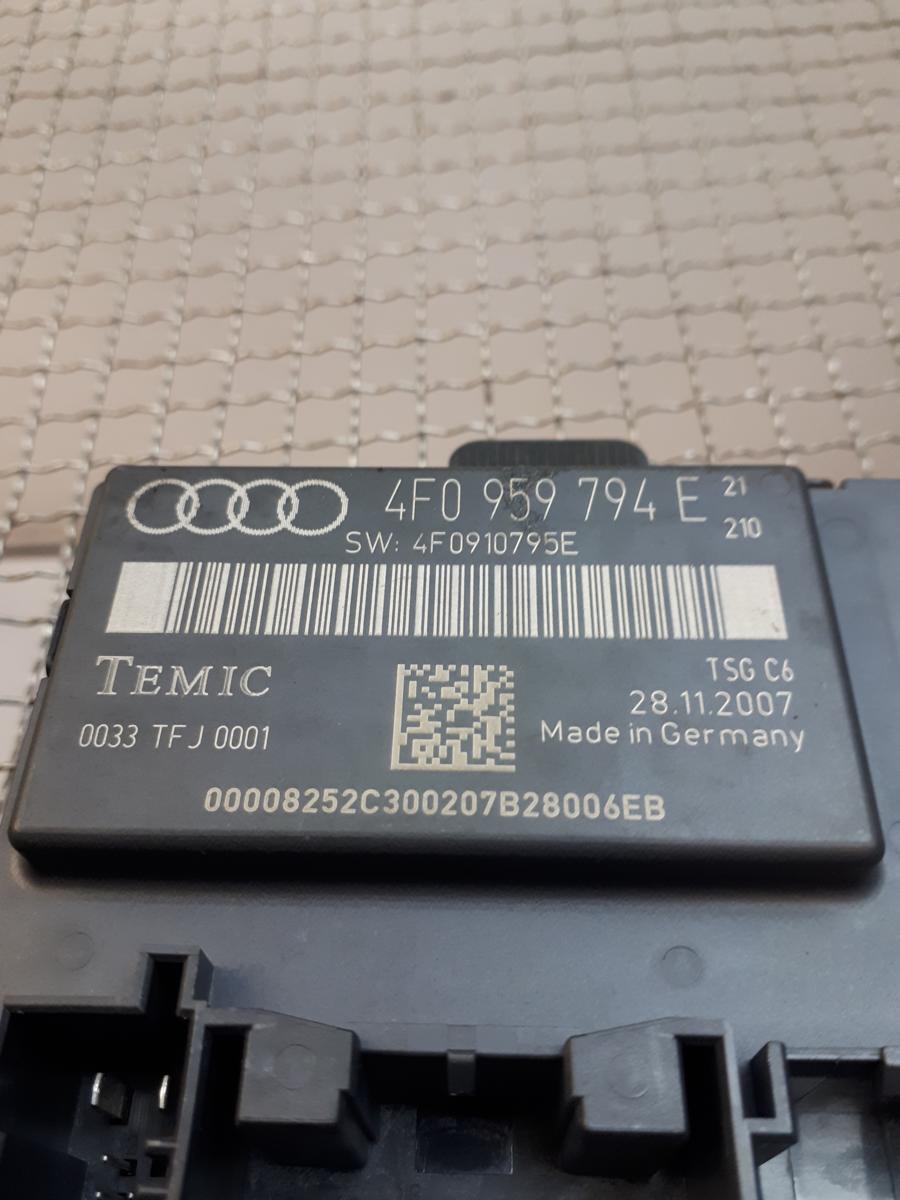 4F0 959 794 E 21
210
SW: 4F0910795E
TEMIC
TSG C6
28.11.2007
0033 TFJ 0001
Made in Germany
00008252C300207B28006EB